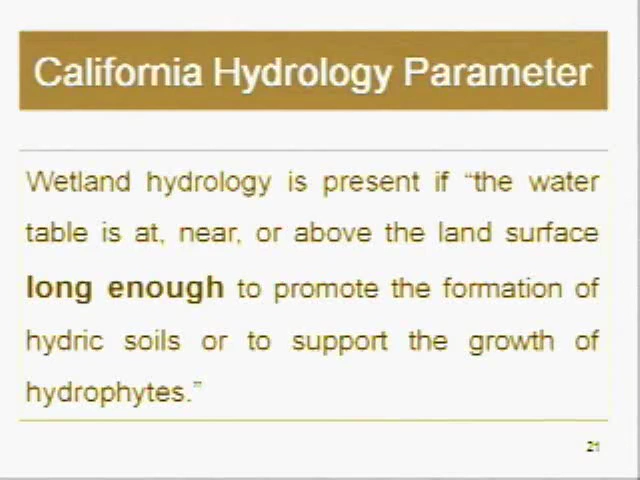 California Hydrology Parameter
Wetland hydrology is present if “the water
table is at, near, or above the land surface
long enough to promote the formation of
hydric soils or to support the growth of
hydrophytes.”
21